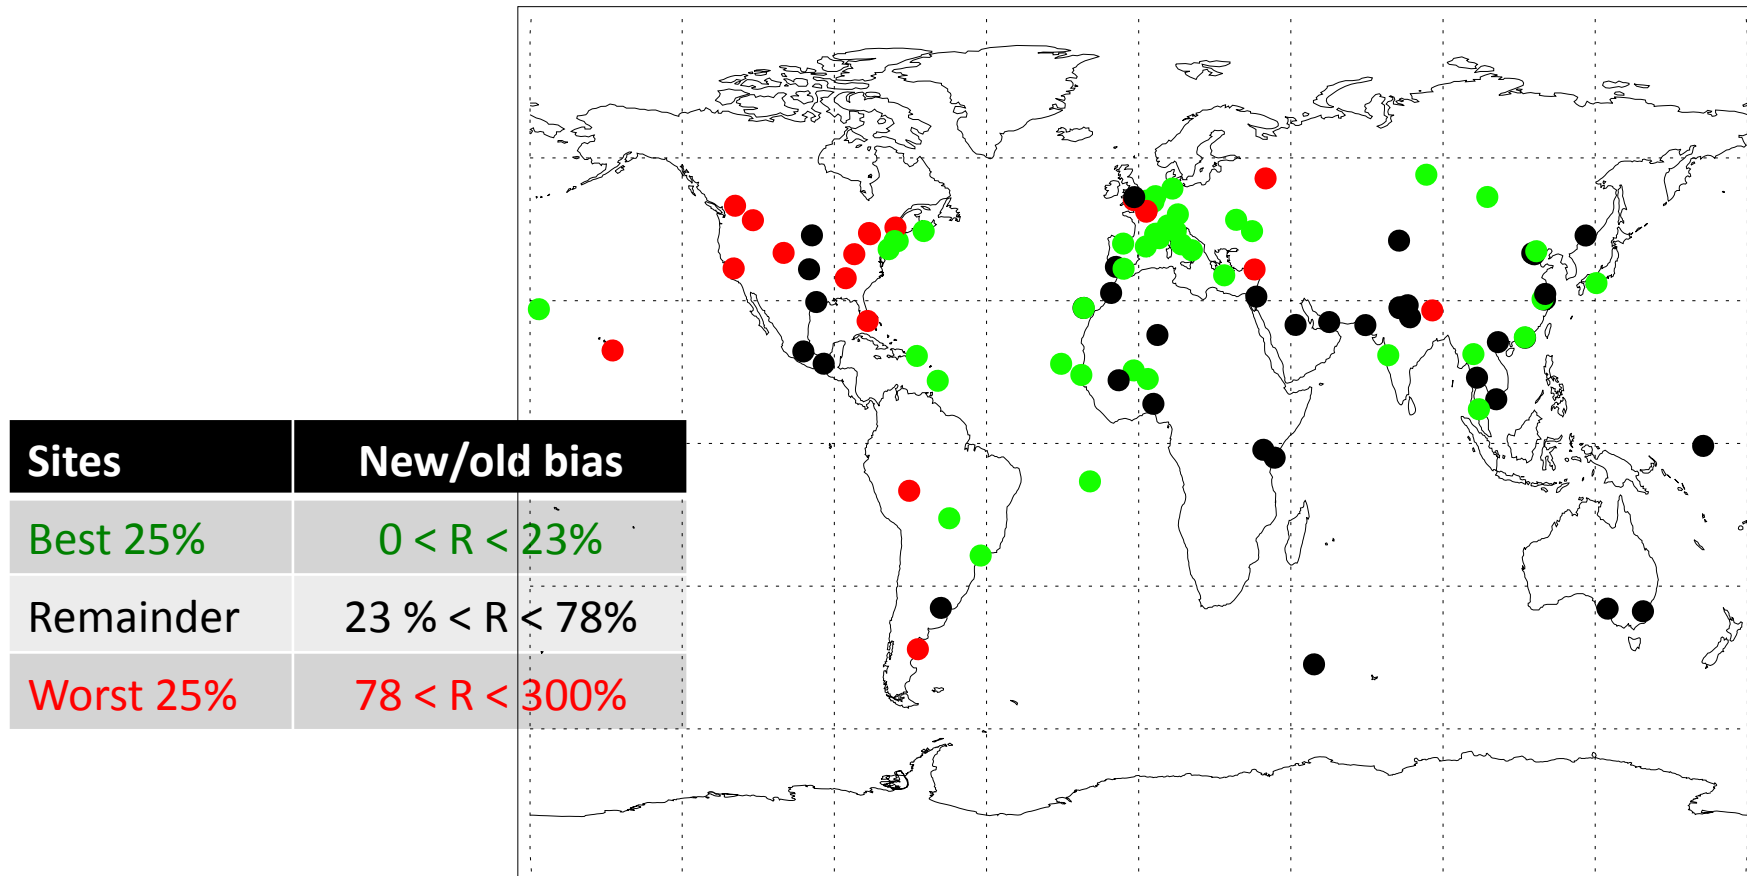 Sites New/old bias
Best 25% 0 < R < 23%
Remainder 23 % < R < 78%
Worst 25% 78 < R < 300%